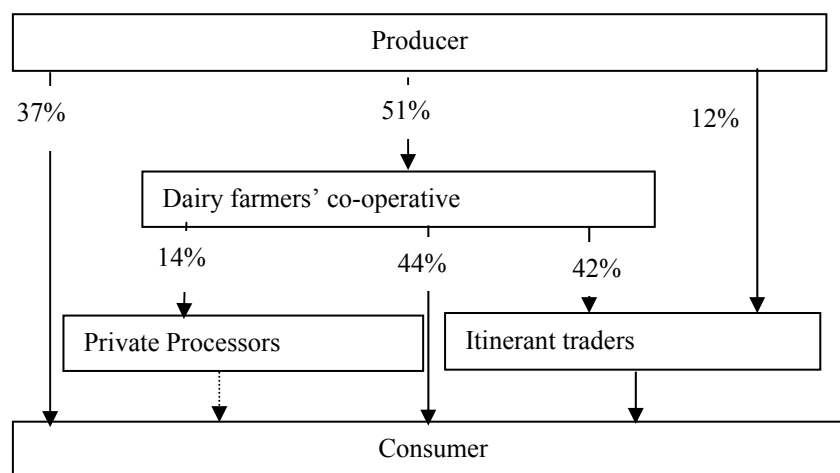 Producer
37%
51%
12%
Dairy farmers’ co-operative
14%
44%
42%
Private Processors
Itinerant traders
Consumer